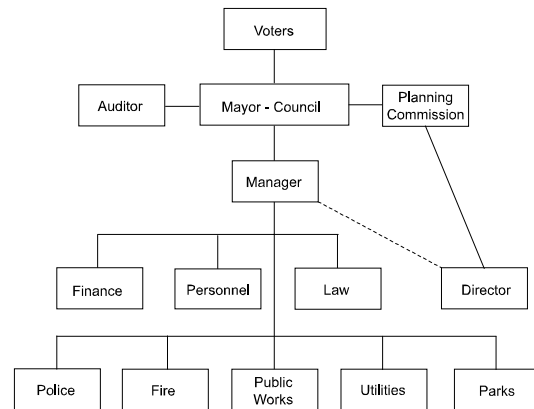 Voters
Auditor
Mayor - Council
Planning
Commission
Manager
Finance
Personnel
Law
Director
Police
Fire
Public
Works
Utilities
Parks